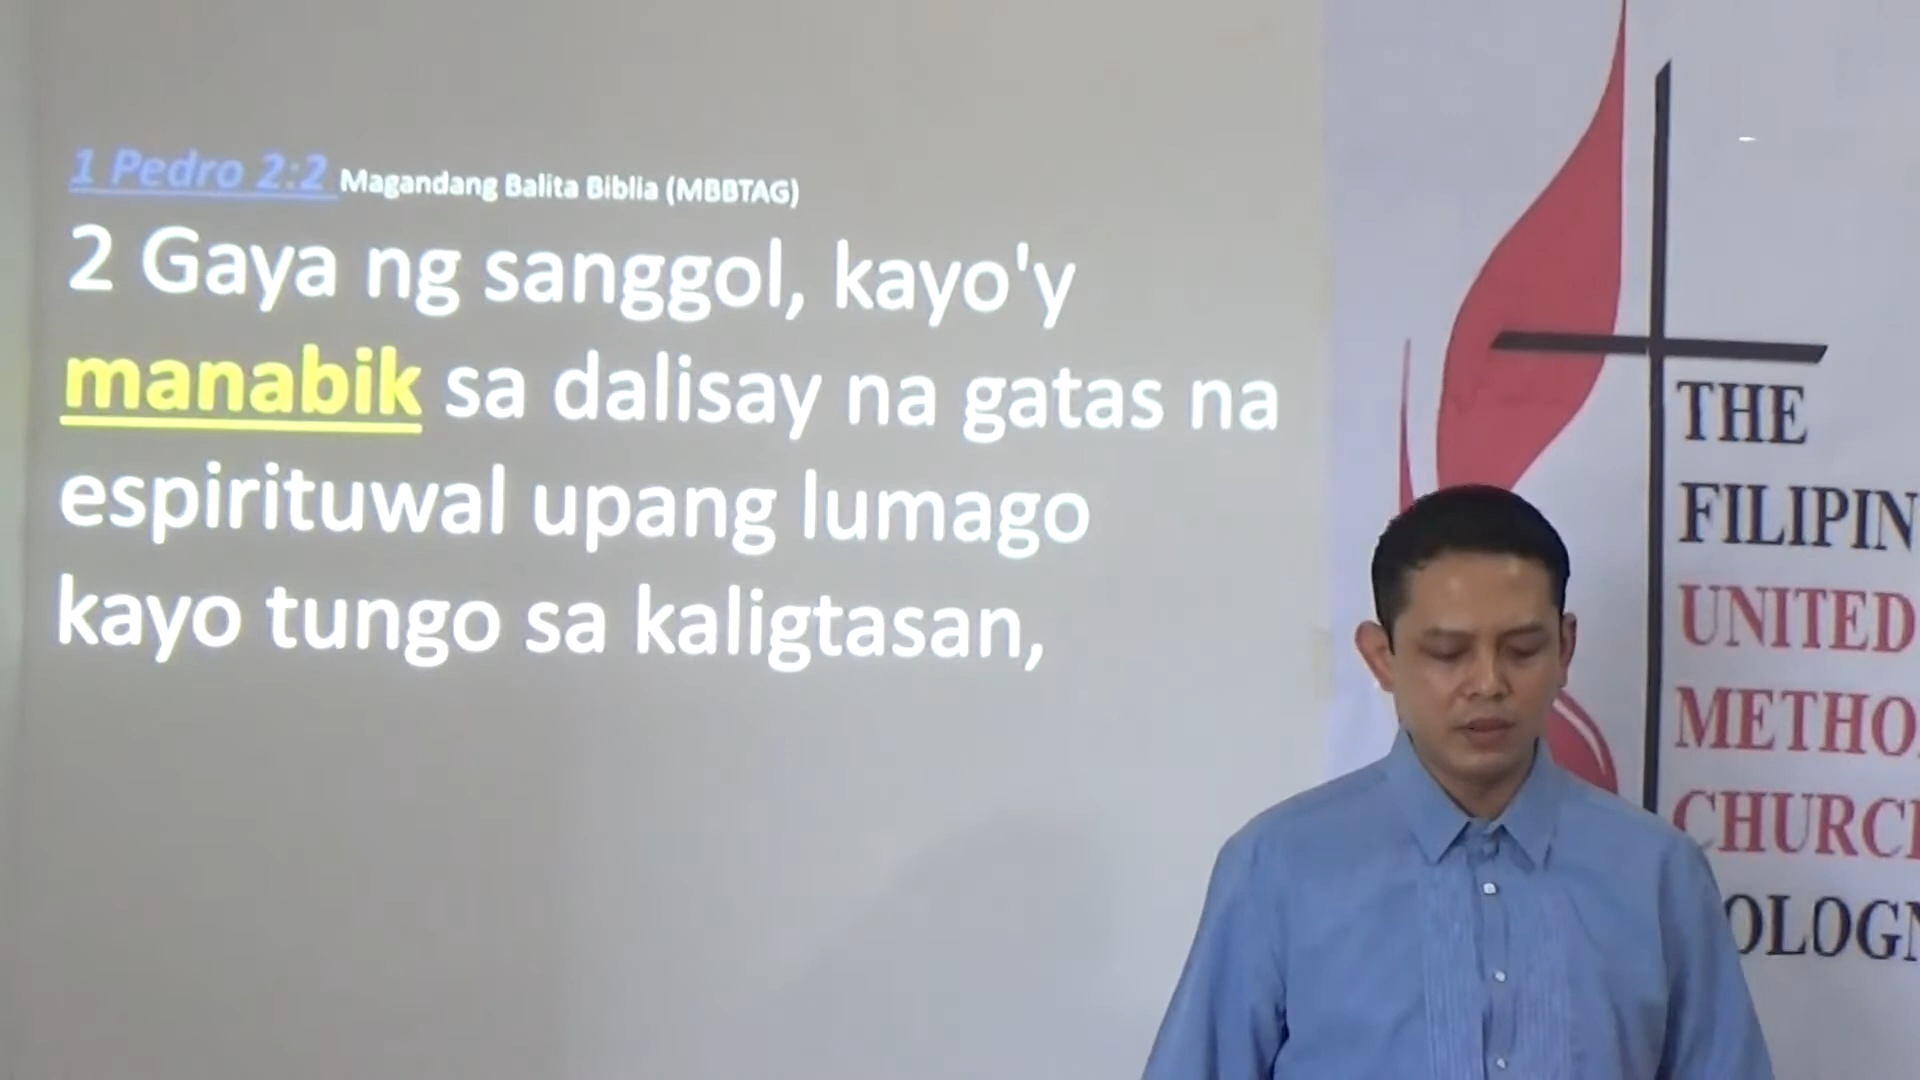 1 Pedro 2:2 Magandang Balita Biblia (MBBTAG)
2 Gaya ng sanggol, kayo'y
manabik sa dalisay na gatas na
espirituwal upang lumago
kayo tungo sa kaligtasan,
THE
FILIPIN
UNITED
METHO
CHURC
OLOGN